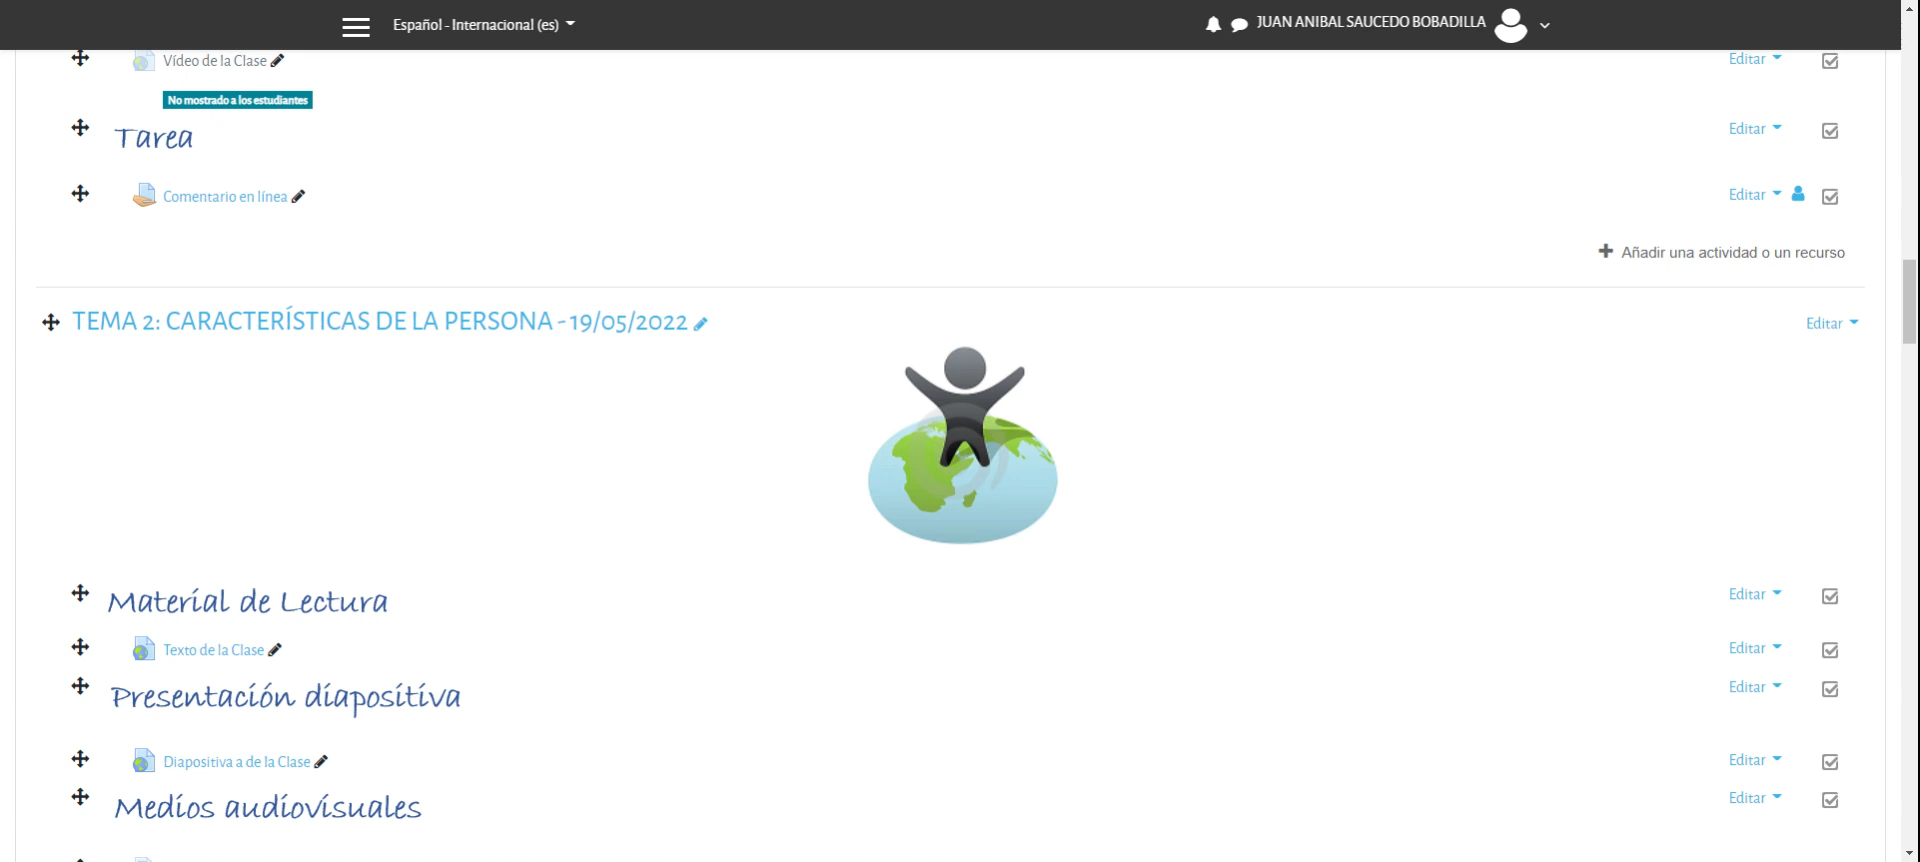 Español - Internacional (es)
JUAN ANIBAL SAUCEDO BOBADILLA
Vídeo de la Clase
Editar
No mostrado a los estudiantes
Tarea
Editar
Comentario en línea
Editar
Añadir una actividad o un recurso
TEMA 2: CARACTERÍSTICAS DE LA PERSONA - 19/05/2022
Editar
Material de Lectura
Editar
Texto de la Clase
Editar
Presentación diapositiva
Editar
Diapositiva a de la Clase
Editar
Medios audiovisuales
Editar